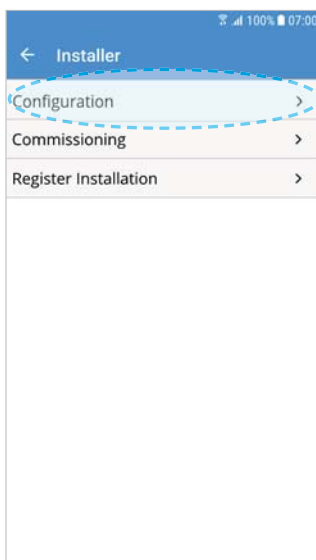 100% 07:00
Installer
Configuration
Commissioning
Register Installation